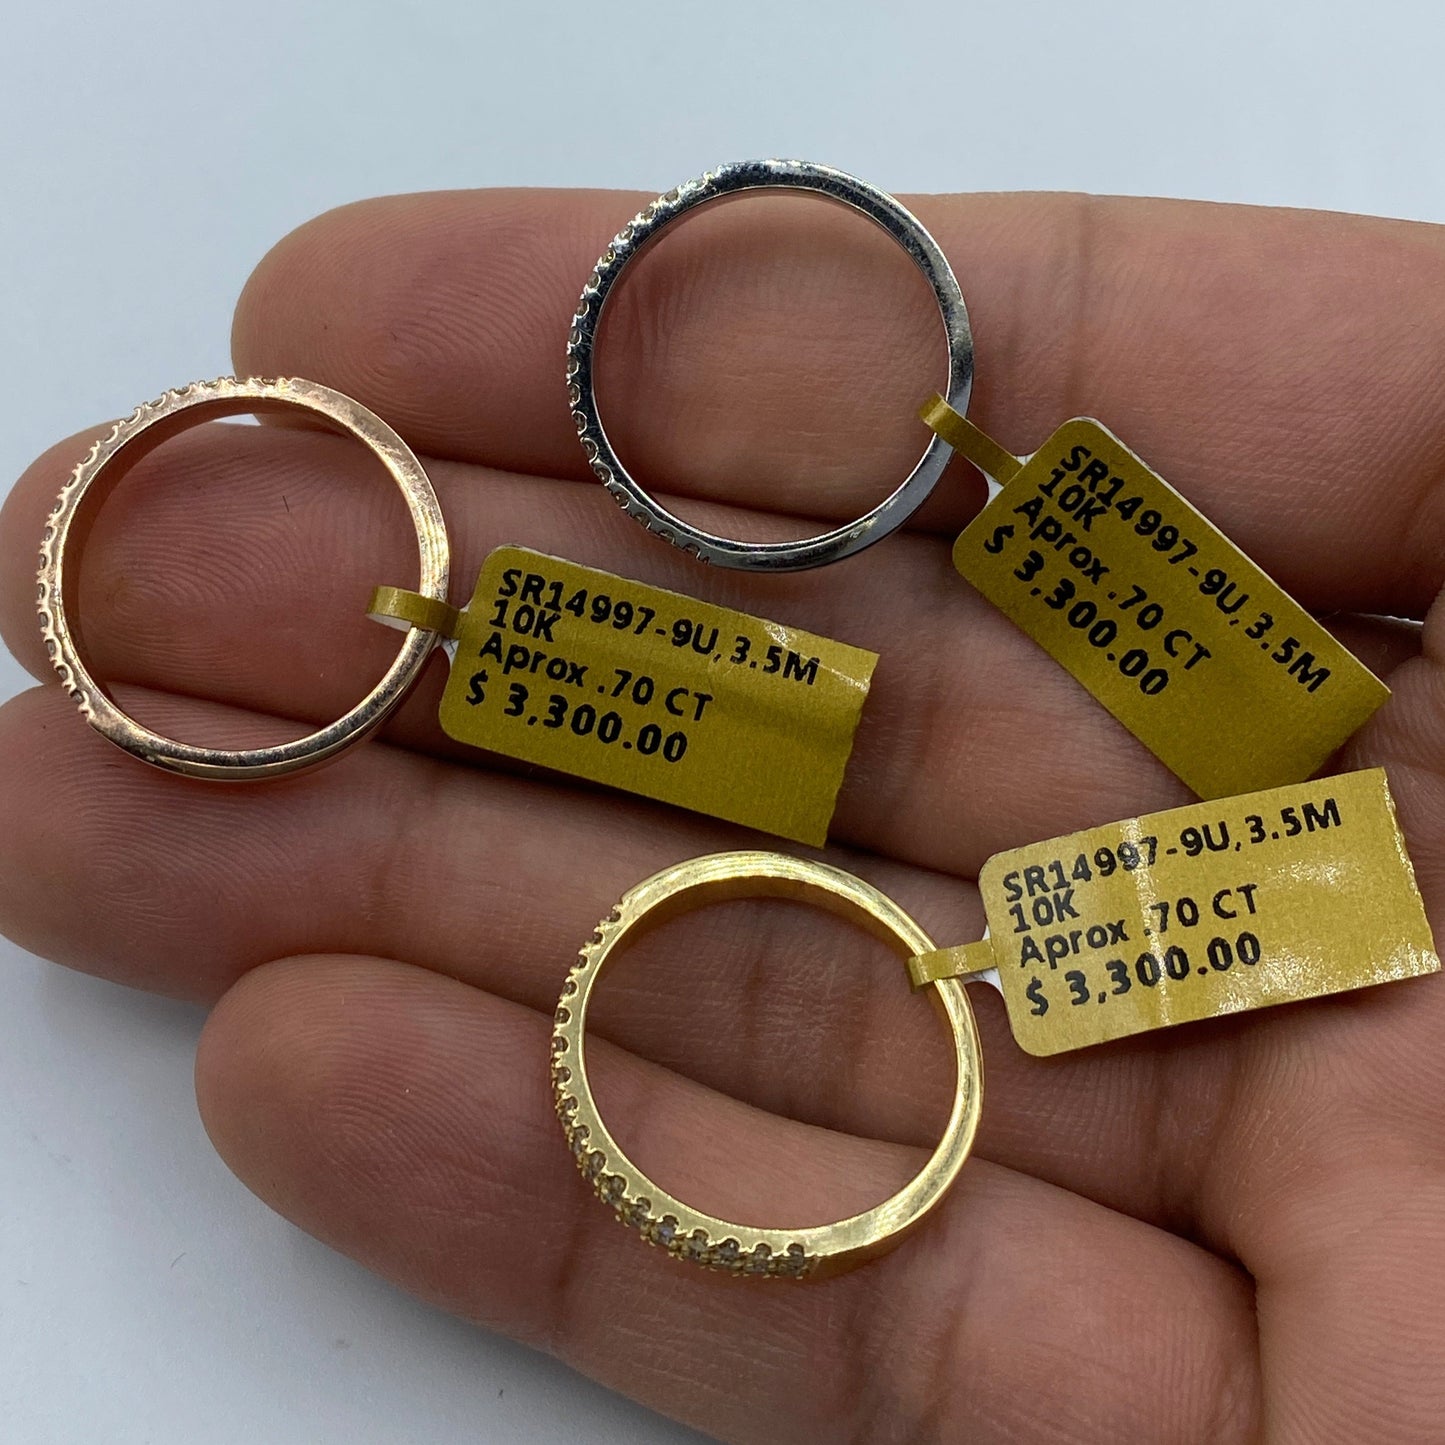 SR14997-9U,3.5M
10K
Aprox .70 CT
$ 3,300.00
SR14997-9U,3.5M
10K
Aprox .70 CT
$ 3,300.00
SR14997-9U,3.5M
10K
Aprox .70 CT
$ 3,300.00